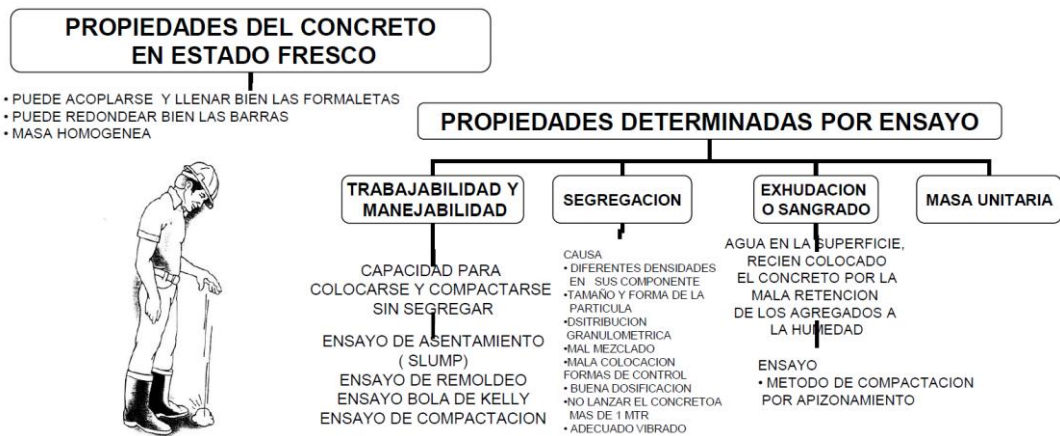 PROPIEDADES DEL CONCRETO
EN ESTADO FRESCO
• PUEDE ACOPLARSE Y LLENAR BIEN LAS FORMALETAS
• PUEDE REDONDEAR BIEN LAS BARRAS
• MASA HOMOGENEA
PROPIEDADES DETERMINADAS POR ENSAYO
TRABAJABILIDAD Y
MANEJABILIDAD
CAPACIDAD PARA
COLOCARSE Y COMPACTARSE
SIN SEGREGAR
ENSAYO DE ASENTAMIENTO
( SLUMP)
ENSAYO DE REMOLDEO
ENSAYO BOLA DE KELLY
ENSAYO DE COMPACTACION
SEGREGACION
CAUSA
• DIFERENTES DENSIDADES
EN SUS COMPONENTE
•TAMAÑO Y FORMA DE LA
PARTICULA
•DSITRIBUCION
GRANULOMETRICA
•MAL MEZCLADO
•MALA COLOCACION
FORMAS DE CONTROL
• BUENA DOSIFICACION
•NO LANZAR EL CONCRETOA
MAS DE 1 MTR
• ADECUADO VIBRADO
EXHUDACION
O SANGRADO
AGUA EN LA SUPERFICIE,
RECIEN COLOCADO
EL CONCRETO POR LA
MALA RETENCION
DE LOS AGREGADOS A
LA HUMEDAD
ENSAYO
• METODO DE COMPACTACION
POR APIZONAMIENTO
MASA UNITARIA